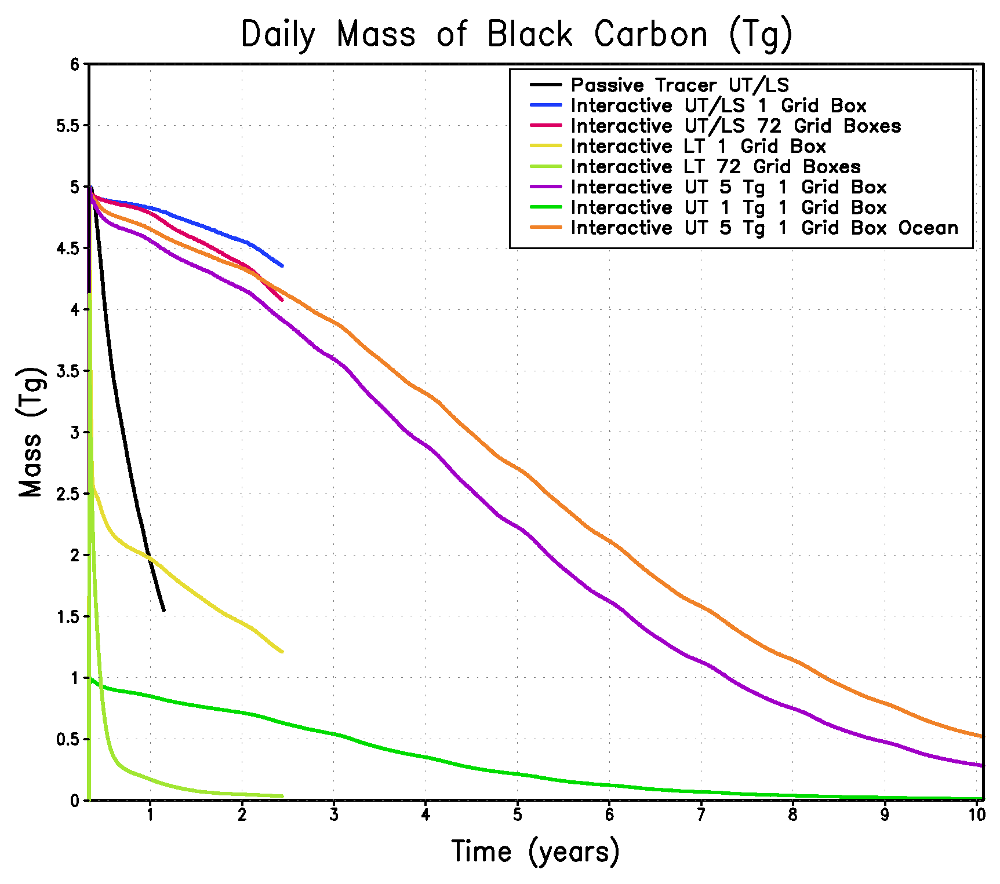 Daily Mass of Black Carbon (Tg)
6
5.5
5
4.5
4
3.5
3
2.5
2
1.5
1
0.5
0
Mass (Tg)
Passive Tracer UT/LS
Interactive UT/LS 1 Grid Box
Interactive UT/LS 72 Grid Boxes
Interactive LT 1 Grid Box
Interactive LT 72 Grid Boxes
Interactive UT 5 Tg 1 Grid Box
Interactive UT 1 Tg 1 Grid Box
Interactive UT 5 Tg 1 Grid Box Ocean
1 2 3 4 5 6 7 8 9 10
Time (years)